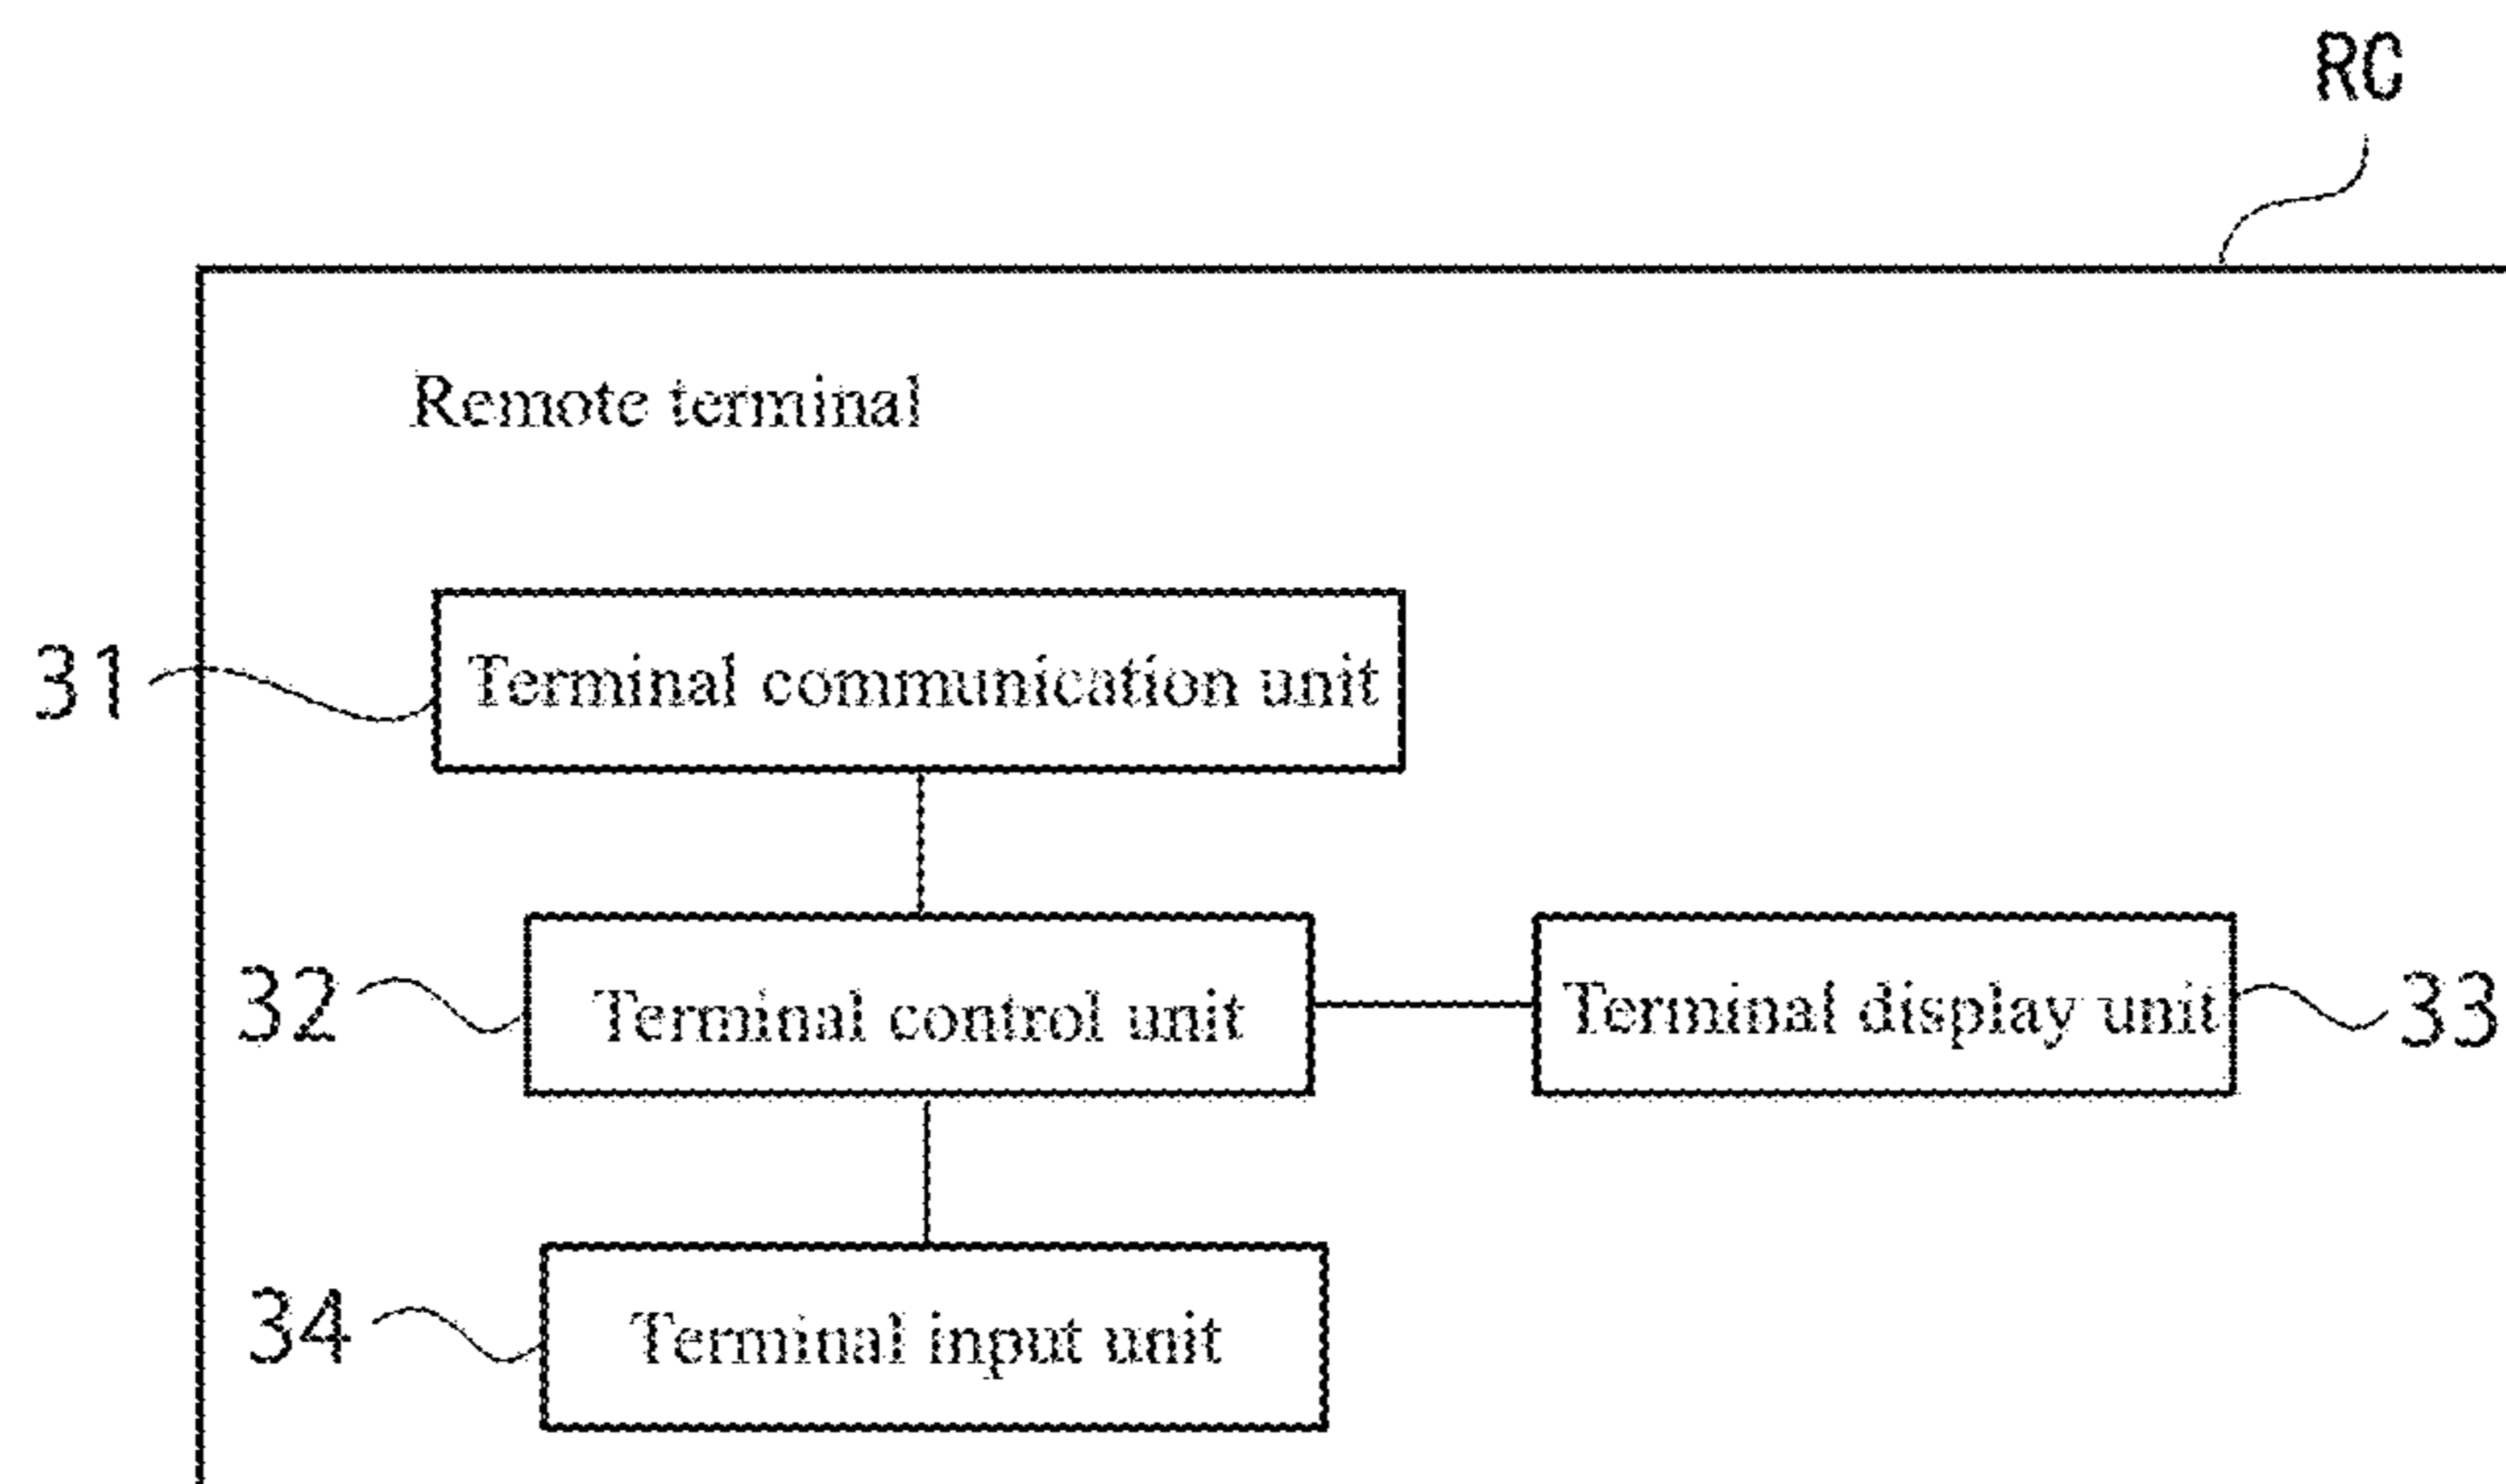 RC
Remote terminal
31 Terminal communication unit
32 Terminal control unit Terminal display unit 33
34 Terminal input unit